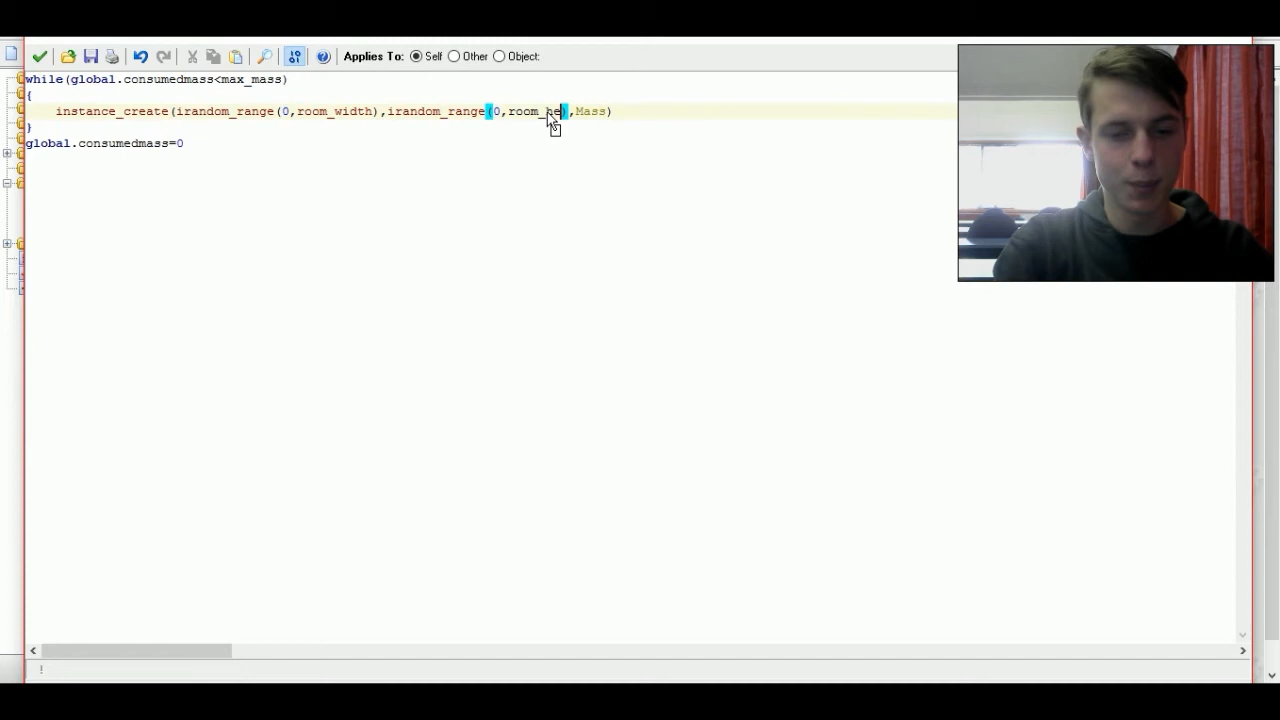 Applies To: Self Other Object:
while(global.consumedmass<max_mass)
{
instance_create(irandom_range(0,room_width),irandom_range(0,room_he),Mass)
}
global.consumedmass=0
!